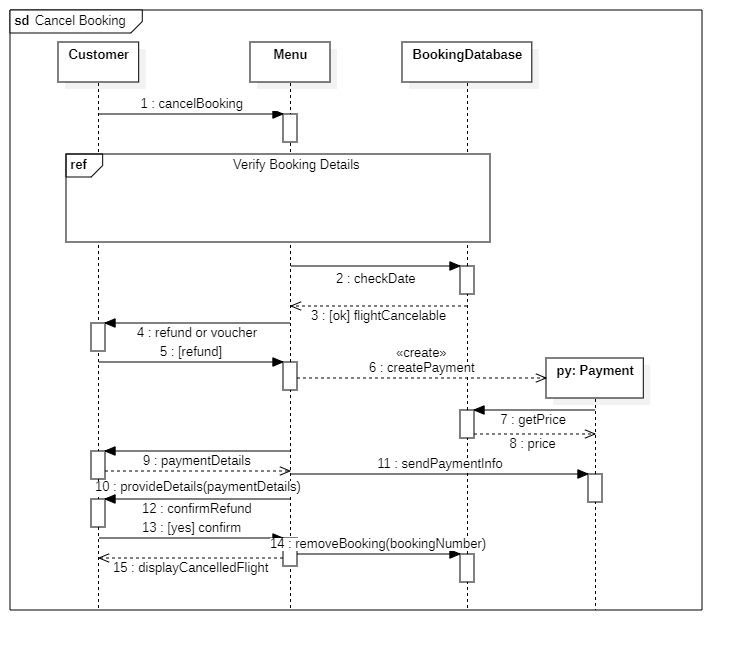 sd Cancel Booking
Customer
Menu
BookingDatabase
1 : cancelBooking
ref
Verify Booking Details
2 : checkDate
3 : [ok] flightCancelable
4 : refund or voucher
5 : [refund]
«create»
6 : createPayment
py: Payment
7 : getPrice
8 : price
9 : paymentDetails
11 : sendPaymentInfo
10 : provideDetails(paymentDetails)
12 : confirmRefund
13 : [yes] confirm
14 : removeBooking(bookingNumber)
15 : displayCancelledFlight